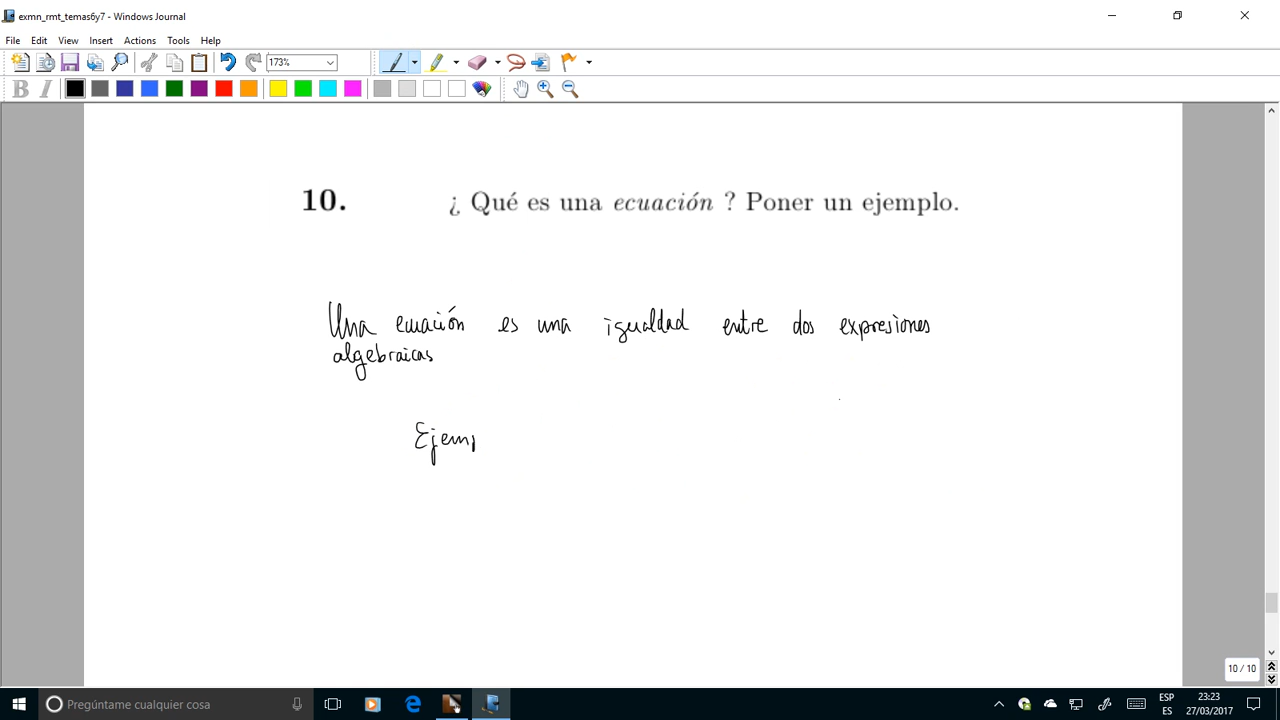 exmn_rmt_temas6y7 - Windows Journal
File Edit View Insert Actions Tools Help
173%
B I
10. ¿ Qué es una ecuación ? Poner un ejemplo.
Una ecuación es una igualdad entre dos expresiones
algebraicas
Ejemp
10 / 10
Pregúntame cualquier cosa
ESP 23:23
ES 27/03/2017